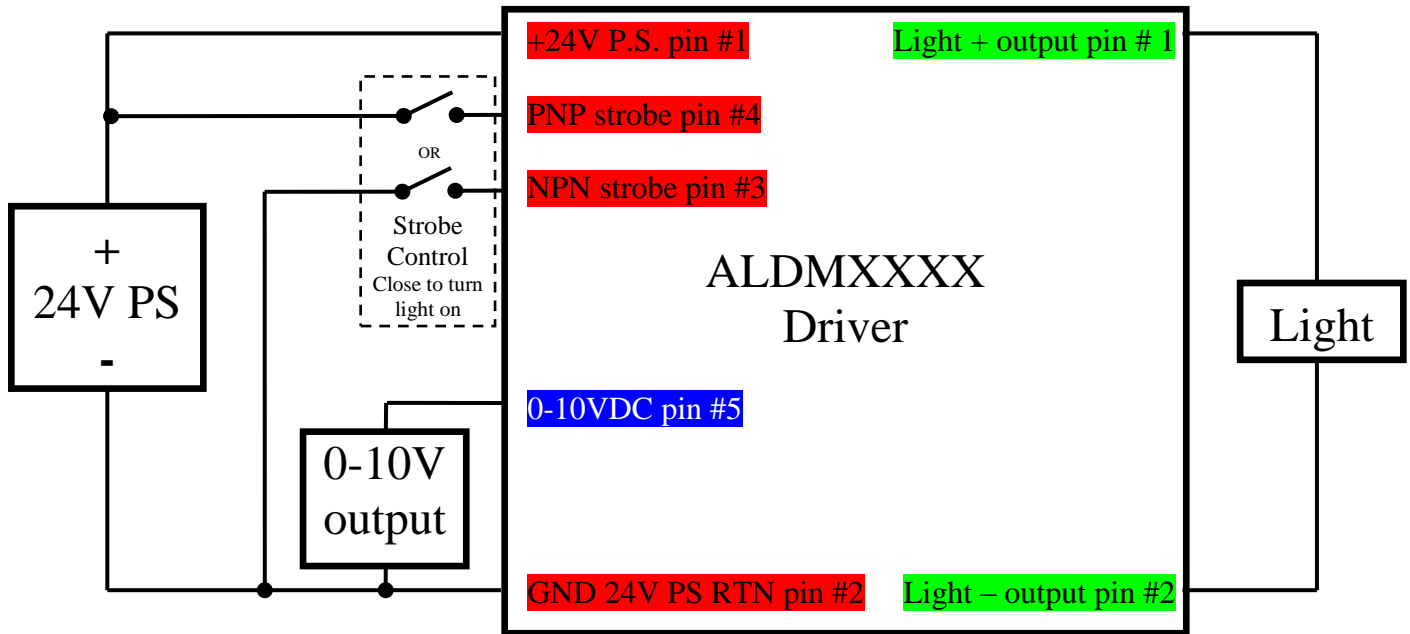 +24V P.S. pin #1
Light + output pin # 1
PNP strobe pin #4
OR
NPN strobe pin #3
Strobe
Control
Close to turn
light on
+
24V PS
-
ALDMXXXX
Driver
Light
0-10VDC pin #5
0-10V
output
GND 24V PS RTN pin #2
Light – output pin #2